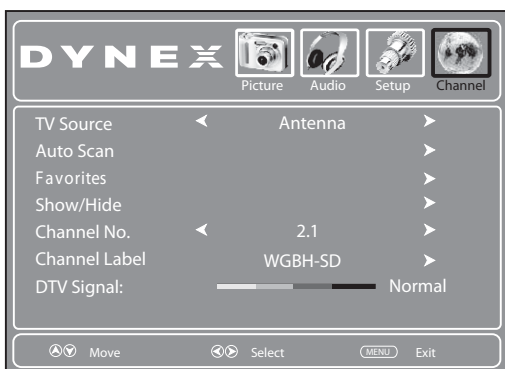 DYNEX
Picture Audio Setup Channel
TV Source Antenna
Auto Scan
Favorites
Show/Hide
Channel No. 2.1
Channel Label WGBH-SD
DTV Signal: Normal
Move Select MENU Exit